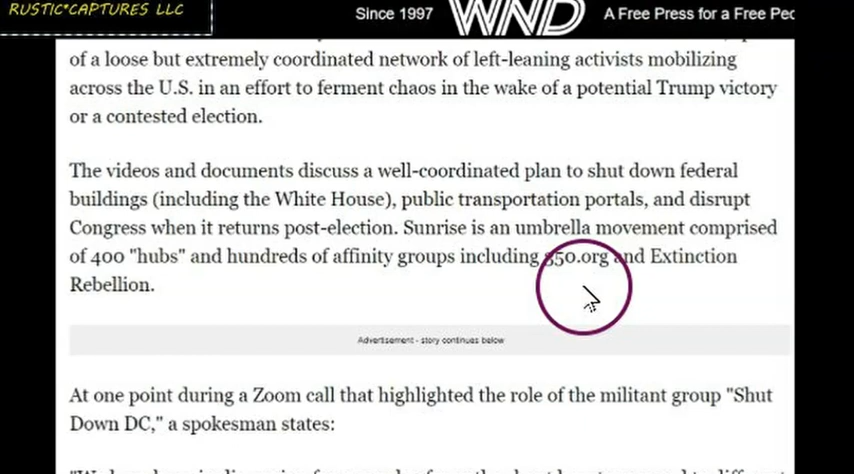 RUSTIC*CAPTURES LLC
Since 1997 WND A Free Press for a Free Peo
of a loose but extremely coordinated network of left-leaning activists mobilizing
across the U.S. in an effort to ferment chaos in the wake of a potential Trump victory
or a contested election.
The videos and documents discuss a well-coordinated plan to shut down federal
buildings (including the White House), public transportation portals, and disrupt
Congress when it returns post-election. Sunrise is an umbrella movement comprised
of 400 "hubs" and hundreds of affinity groups including 350.org and Extinction
Rebellion.
Advertisement - story continues below
At one point during a Zoom call that highlighted the role of the militant group "Shut
Down DC," a spokesman states: